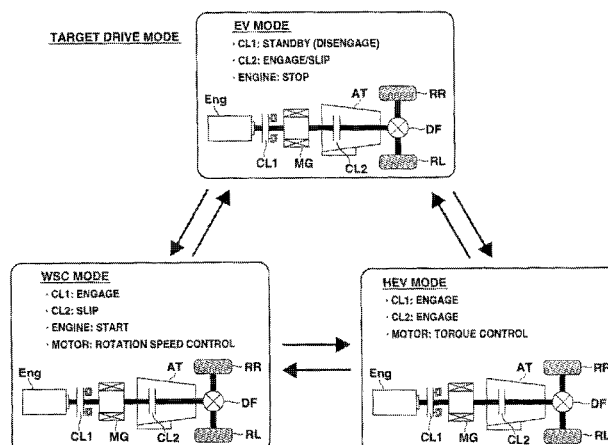 TARGET DRIVE MODE
EV MODE
· CL1: STANDBY (DISENGAGE)
· CL2: ENGAGE/SLIP
· ENGINE: STOP
Eng
AT
RR
DF
CL1
MG
CL2
RL
WSC MODE
· CL1: ENGAGE
· CL2: SLIP
· ENGINE: START
· MOTOR: ROTATION SPEED CONTROL
Eng
AT
RR
DF
CL1
MG
CL2
RL
HEV MODE
· CL1: ENGAGE
· CL2: ENGAGE
· MOTOR: TORQUE CONTROL
Eng
AT
RR
DF
CL1
MG
CL2
RL